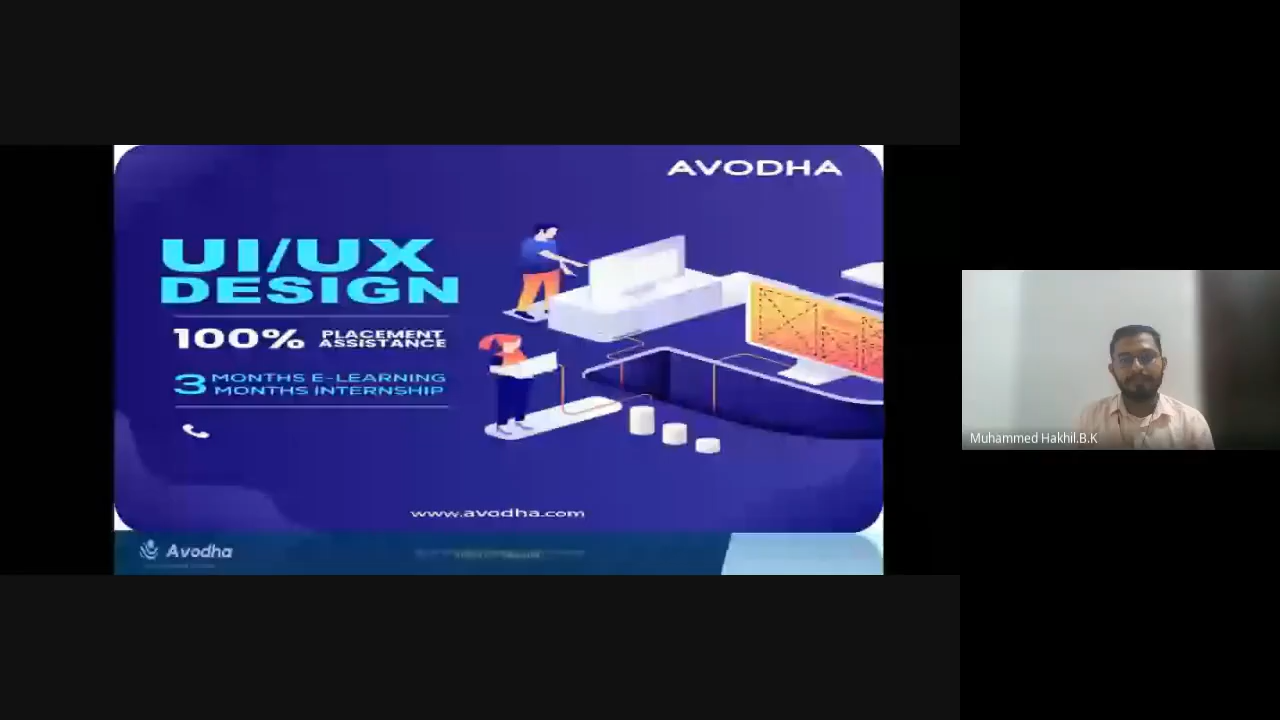 AVODHA
UI/UX
DESIGN
100% PLACEMENT
ASSISTANCE
3 MONTHS E-LEARNING
MONTHS INTERNSHIP
www.avodha.com
Avodha
Muhammed Hakhil.B.K